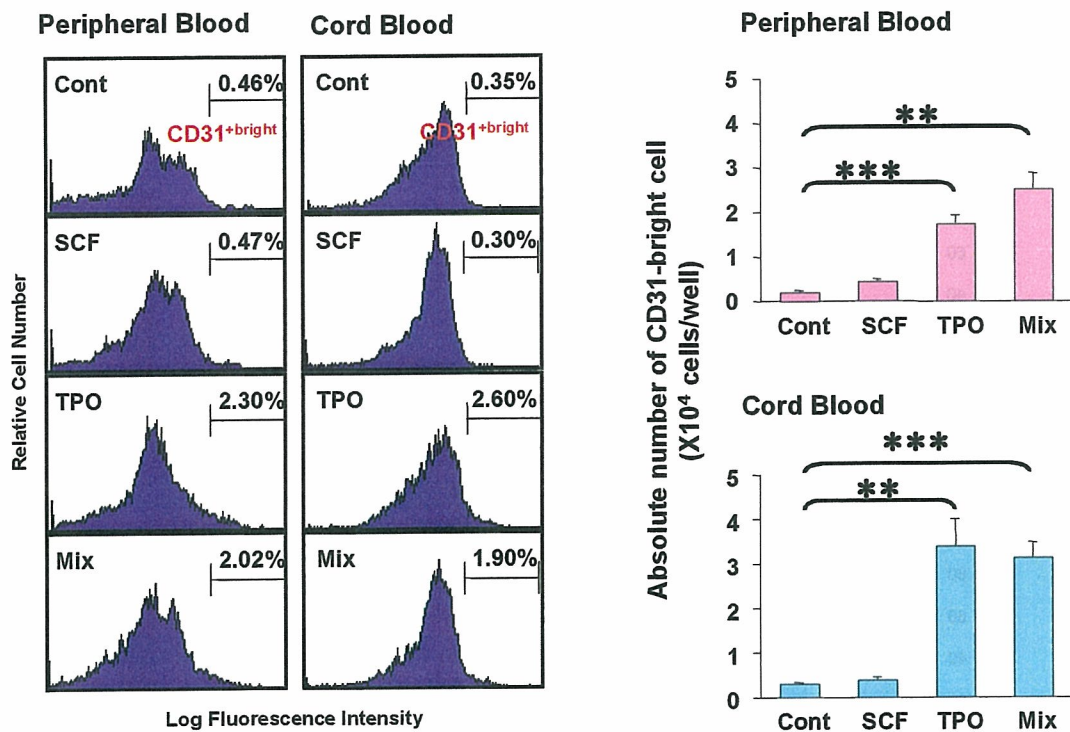 Peripheral Blood
Cord Blood
Cont
0.46%
CD31+bright
Cont
0.35%
CD31+bright
SCF
0.47%
SCF
0.30%
TPO
2.30%
TPO
2.60%
Mix
2.02%
Mix
1.90%
Relative Cell Number
Log Fluorescence Intensity
Absolute number of CD31-bright cell
(X10⁴ cells/well)
Peripheral Blood
5
4
3
2
1
0
**
***
Cont SCF TPO Mix
Cord Blood
5
4
3
2
1
0
***
**
Cont SCF TPO Mix